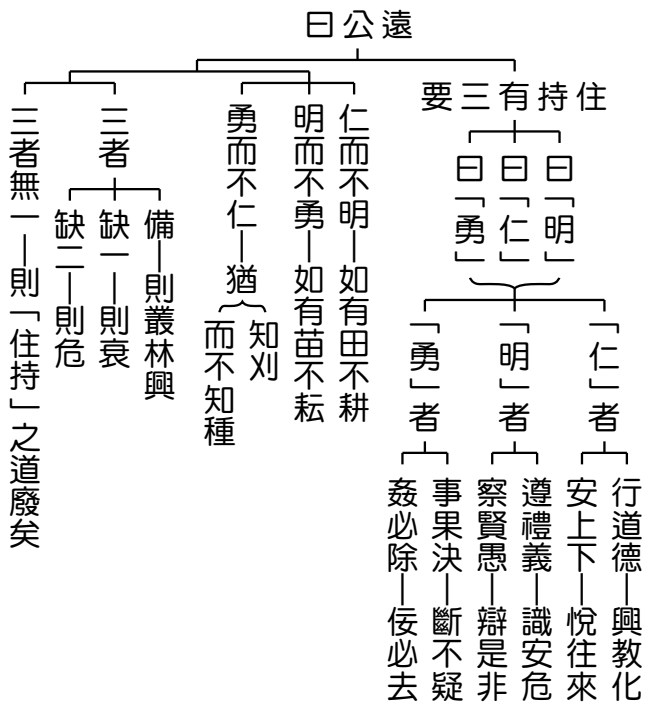 遠公曰
住持有三要
曰「明」
曰「仁」
曰「勇」
「仁」者
行道德—興教化
安上下—悅往來
「明」者
遵禮義—識安危
察賢愚—辯是非
「勇」者
事果決—斷不疑
姦必除—佞必去
仁而不明—如有田不耕
明而不勇—如有苗不耘
勇而不仁—猶
知刈
而不知種
三者
備—則叢林興
缺一—則衰
缺二—則危
三者無一—則「住持」之道廢矣